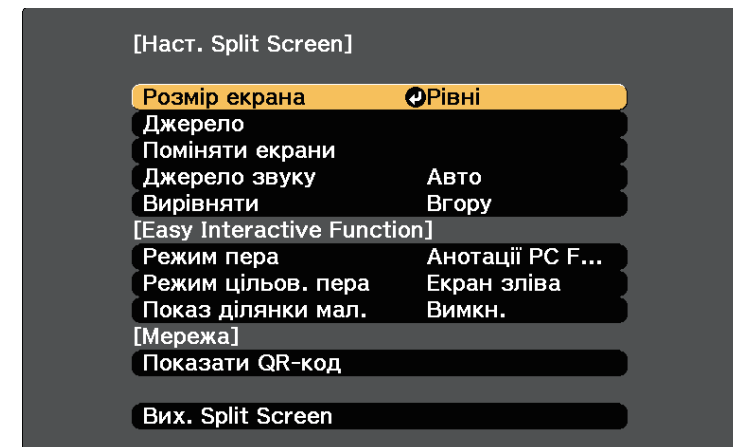 [Наст. Split Screen]
Розмір екрана Рівні
Джерело
Поміняти екрани
Джерело звуку Авто
Вирівняти Вгору
[Easy Interactive Function]
Режим пера Анотації PC F...
Режим цільов. пера Екран зліва
Показ ділянки мал. Вимкн.
[Мережа]
Показати QR-код
Вих. Split Screen